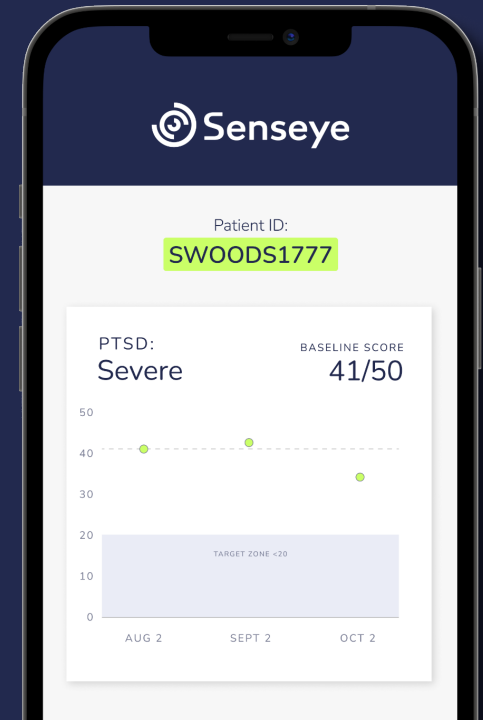 Senseye
Patient ID:
SWOODS1777
PTSD:
Severe
BASELINE SCORE
41/50
50
40
30
20
TARGET ZONE <20
10
0
AUG 2 SEPT 2 OCT 2